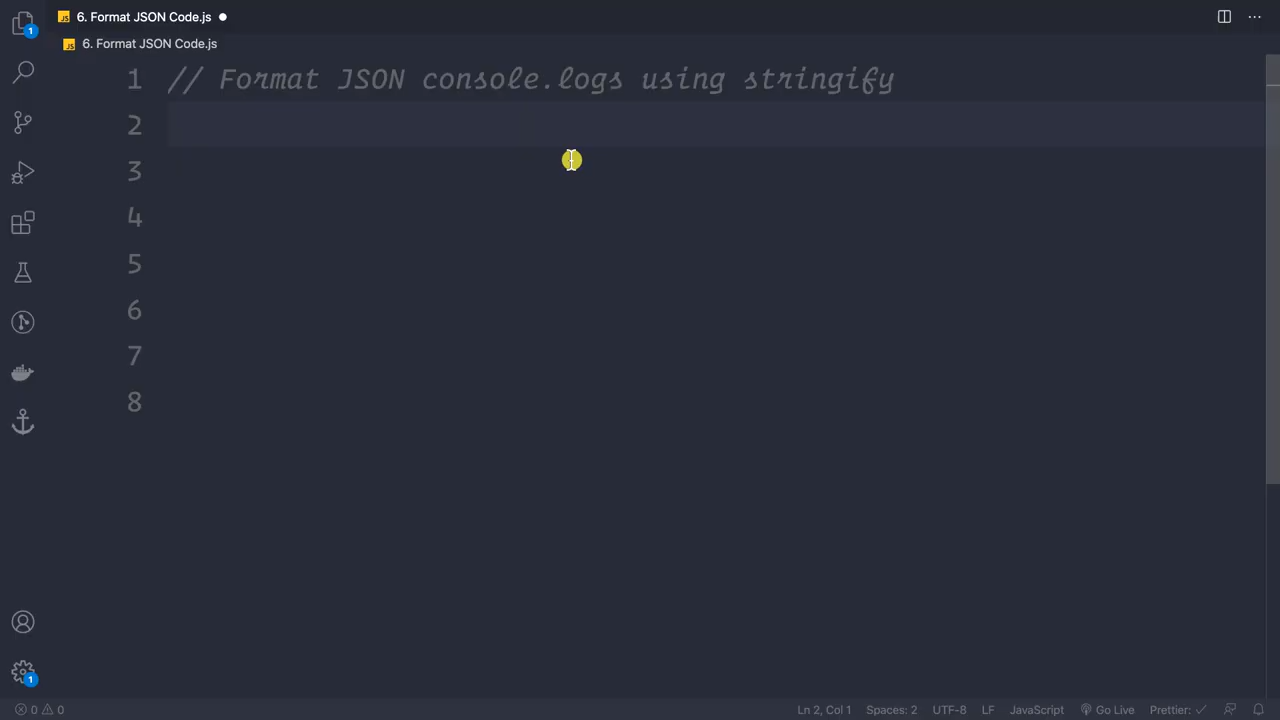 JS 6. Format JSON Code.js
JS 6. Format JSON Code.js
1 // Format JSON console.logs using stringify
2
3
4
5
6
7
8
1
1
0 0 Ln 2, Col 1 Spaces: 2 UTF-8 LF JavaScript Go Live Prettier: